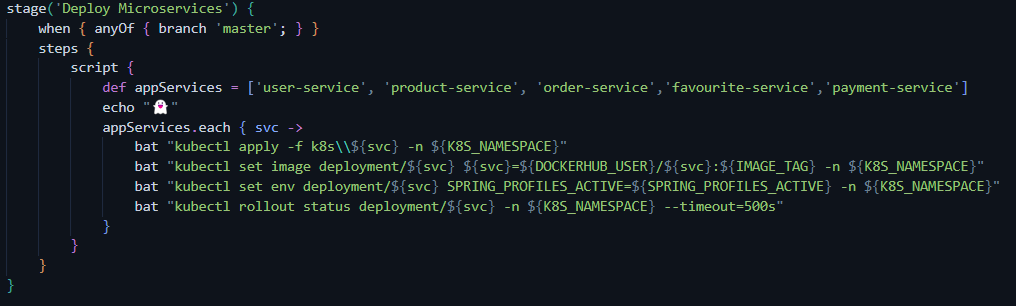 stage('Deploy Microservices') {
    when { anyOf { branch 'master'; } }
    steps {
        script {
            def appServices = ['user-service', 'product-service', 'order-service','favourite-service','payment-service']
            echo "👻"
            appServices.each { svc ->
                bat "kubectl apply -f k8s\\${svc} -n ${K8S_NAMESPACE}"
                bat "kubectl set image deployment/${svc} ${svc}=${DOCKERHUB_USER}/${svc}:${IMAGE_TAG} -n ${K8S_NAMESPACE}"
                bat "kubectl set env deployment/${svc} SPRING_PROFILES_ACTIVE=${SPRING_PROFILES_ACTIVE} -n ${K8S_NAMESPACE}"
                bat "kubectl rollout status deployment/${svc} -n ${K8S_NAMESPACE} --timeout=500s"
            }
        }
    }
}